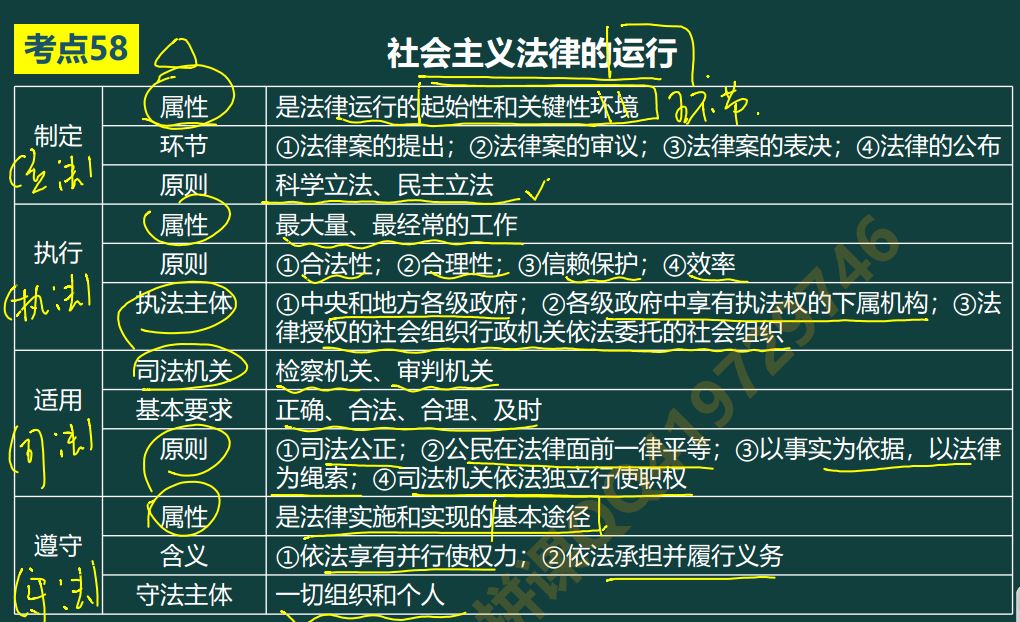 考点58
社会主义法律的运行
属性 是法律运行的起始性和关键性环境 环节.
制定 环节 ①法律案的提出；②法律案的审议；③法律案的表决；④法律的公布
(立法)
原则 科学立法、民主立法
属性 最大量、最经常的工作
执行 原则 ①合法性；②合理性；③信赖保护；④效率
(执法)
执法主体 ①中央和地方各级政府；②各级政府中享有执法权的下属机构；③法
律授权的社会组织行政机关依法委托的社会组织
司法机关 检察机关、审判机关
适用 基本要求 正确、合法、合理、及时
(司法)
原则 ①司法公正；②公民在法律面前一律平等；③以事实为依据，以法律
为绳索；④司法机关依法独立行使职权
属性 是法律实施和实现的基本途径
遵守 含义 ①依法享有并行使权力；②依法承担并履行义务
(守法)
守法主体 一切组织和个人